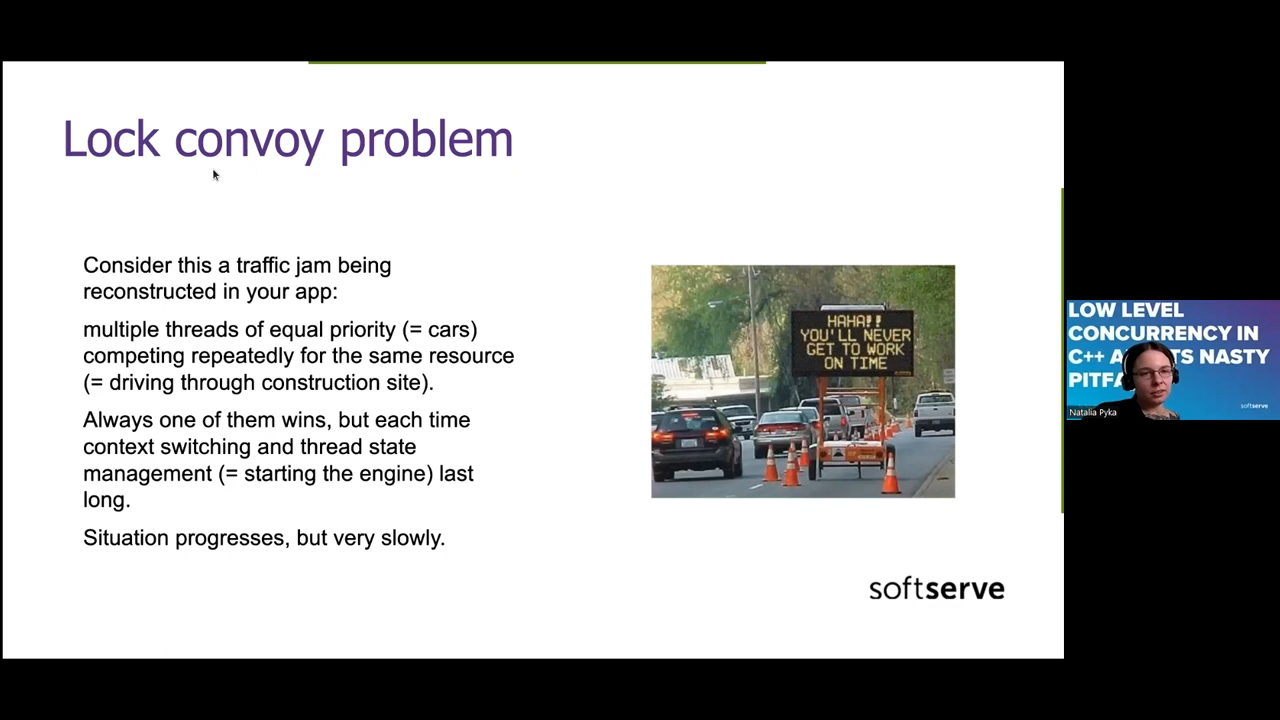 Lock convoy problem
Consider this a traffic jam being
reconstructed in your app:
multiple threads of equal priority (= cars)
competing repeatedly for the same resource
(= driving through construction site).
Always one of them wins, but each time
context switching and thread state
management (= starting the engine) last
long.
Situation progresses, but very slowly.
HAHA!!
YOU'LL NEVER
GET TO WORK
ON TIME
softserve
LOW LEVEL
CONCURRENCY IN
C++ A TS NASTY
PITFA
softserve
Natalia Pyka